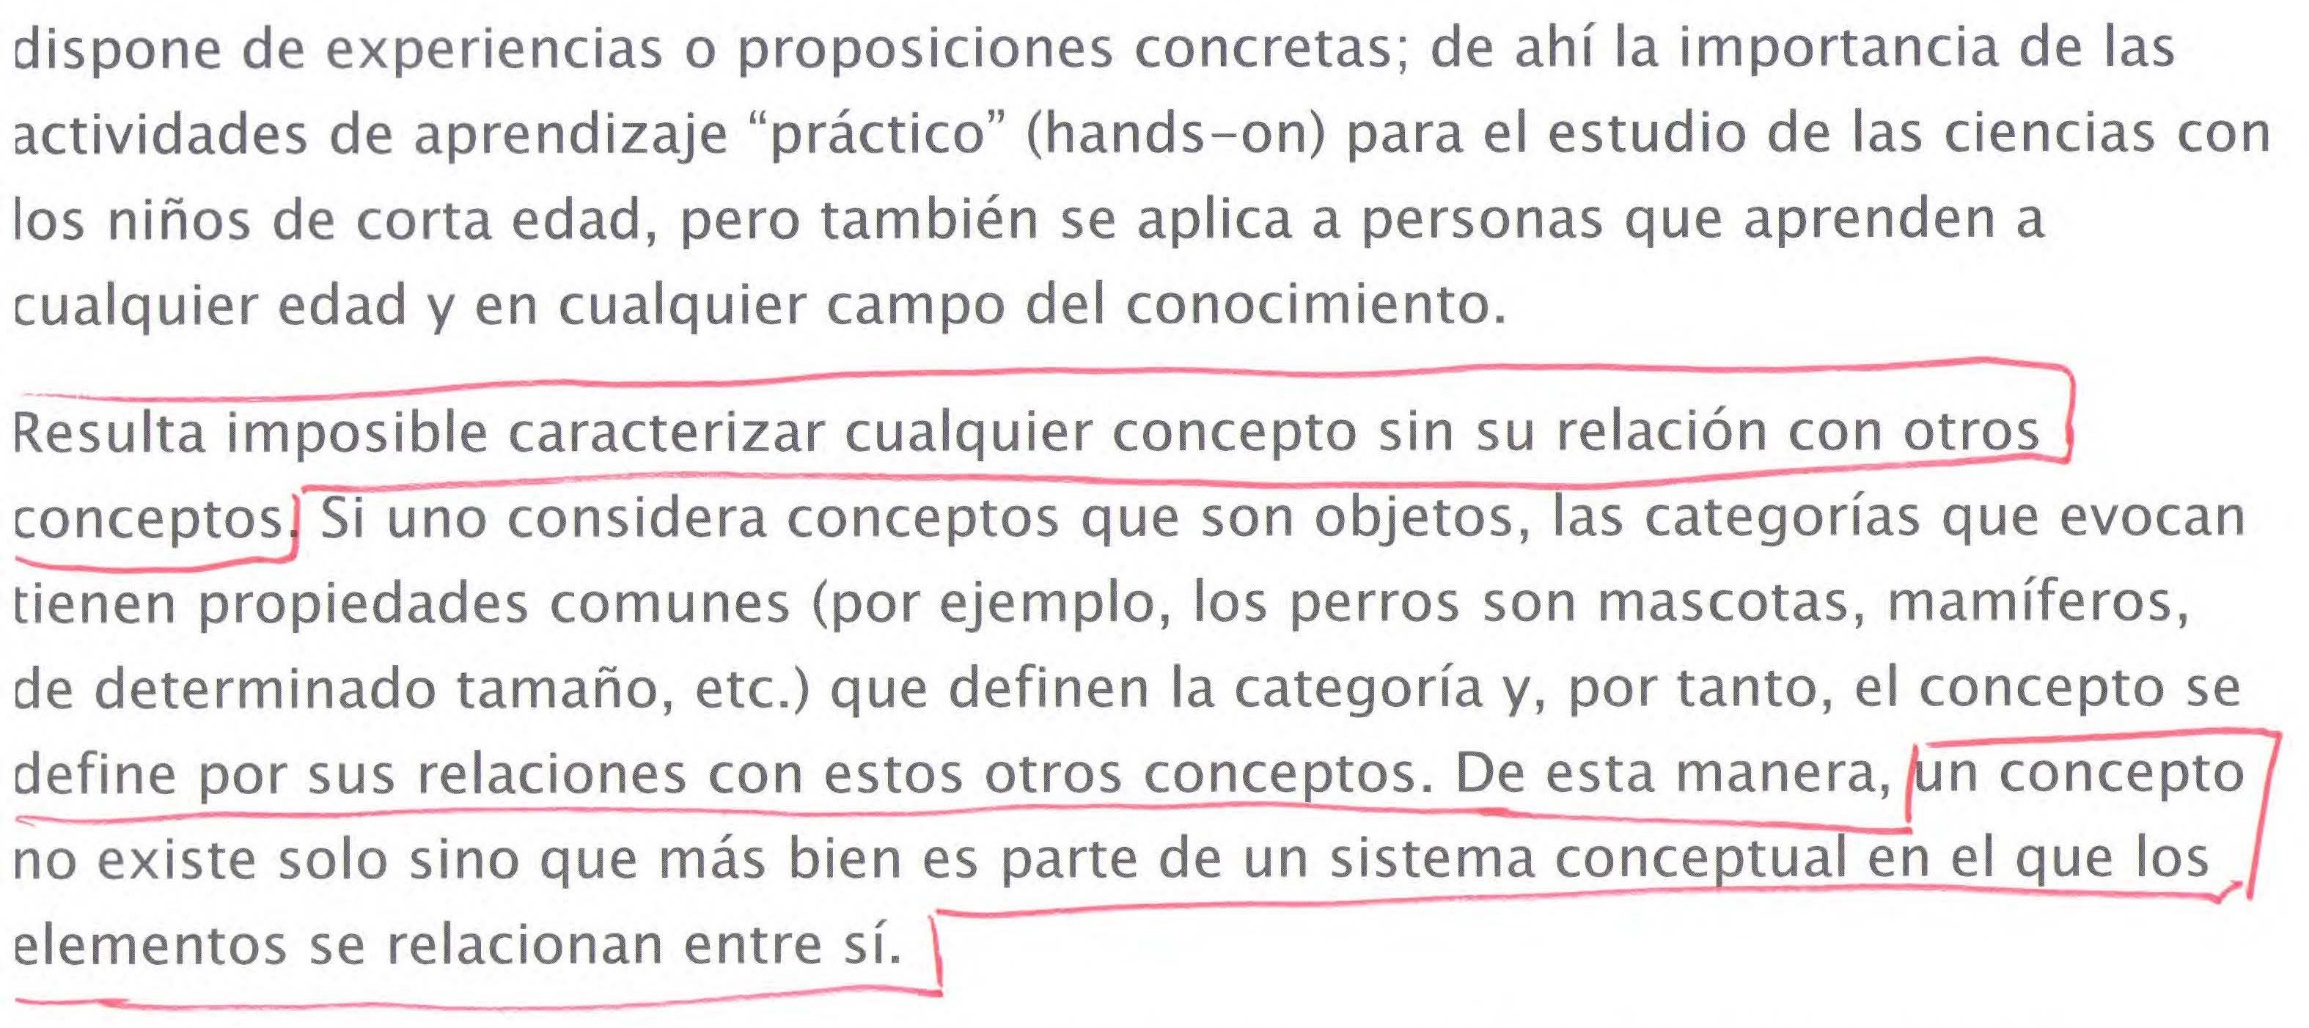 dispone de experiencias o proposiciones concretas; de ahí la importancia de las
actividades de aprendizaje “práctico” (hands-on) para el estudio de las ciencias con
los niños de corta edad, pero también se aplica a personas que aprenden a
cualquier edad y en cualquier campo del conocimiento.
Resulta imposible caracterizar cualquier concepto sin su relación con otros
conceptos. Si uno considera conceptos que son objetos, las categorías que evocan
tienen propiedades comunes (por ejemplo, los perros son mascotas, mamíferos,
de determinado tamaño, etc.) que definen la categoría y, por tanto, el concepto se
define por sus relaciones con estos otros conceptos. De esta manera, un concepto
no existe solo sino que más bien es parte de un sistema conceptual en el que los
elementos se relacionan entre sí.